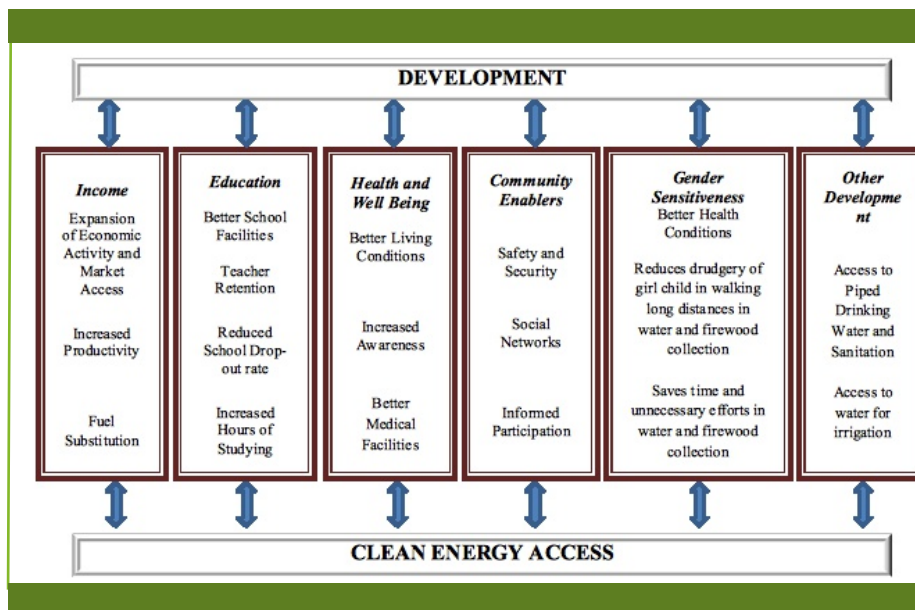 DEVELOPMENT
Income
Expansion
of Economic
Activity and
Market
Access
Increased
Productivity
Fuel
Substitution
Education
Better School
Facilities
Teacher
Retention
Reduced
School Drop-
out rate
Increased
Hours of
Studying
Health and
Well Being
Better Living
Conditions
Increased
Awareness
Better
Medical
Facilities
Community
Enablers
Safety and
Security
Social
Networks
Informed
Participation
Gender
Sensitiveness
Better Health
Conditions
Reduces drudgery of
girl child in walking
long distances in
water and firewood
collection
Saves time and
unnecessary efforts in
water and firewood
collection
Other
Developme
nt
Access to
Piped
Drinking
Water and
Sanitation
Access to
water for
irrigation
CLEAN ENERGY ACCESS